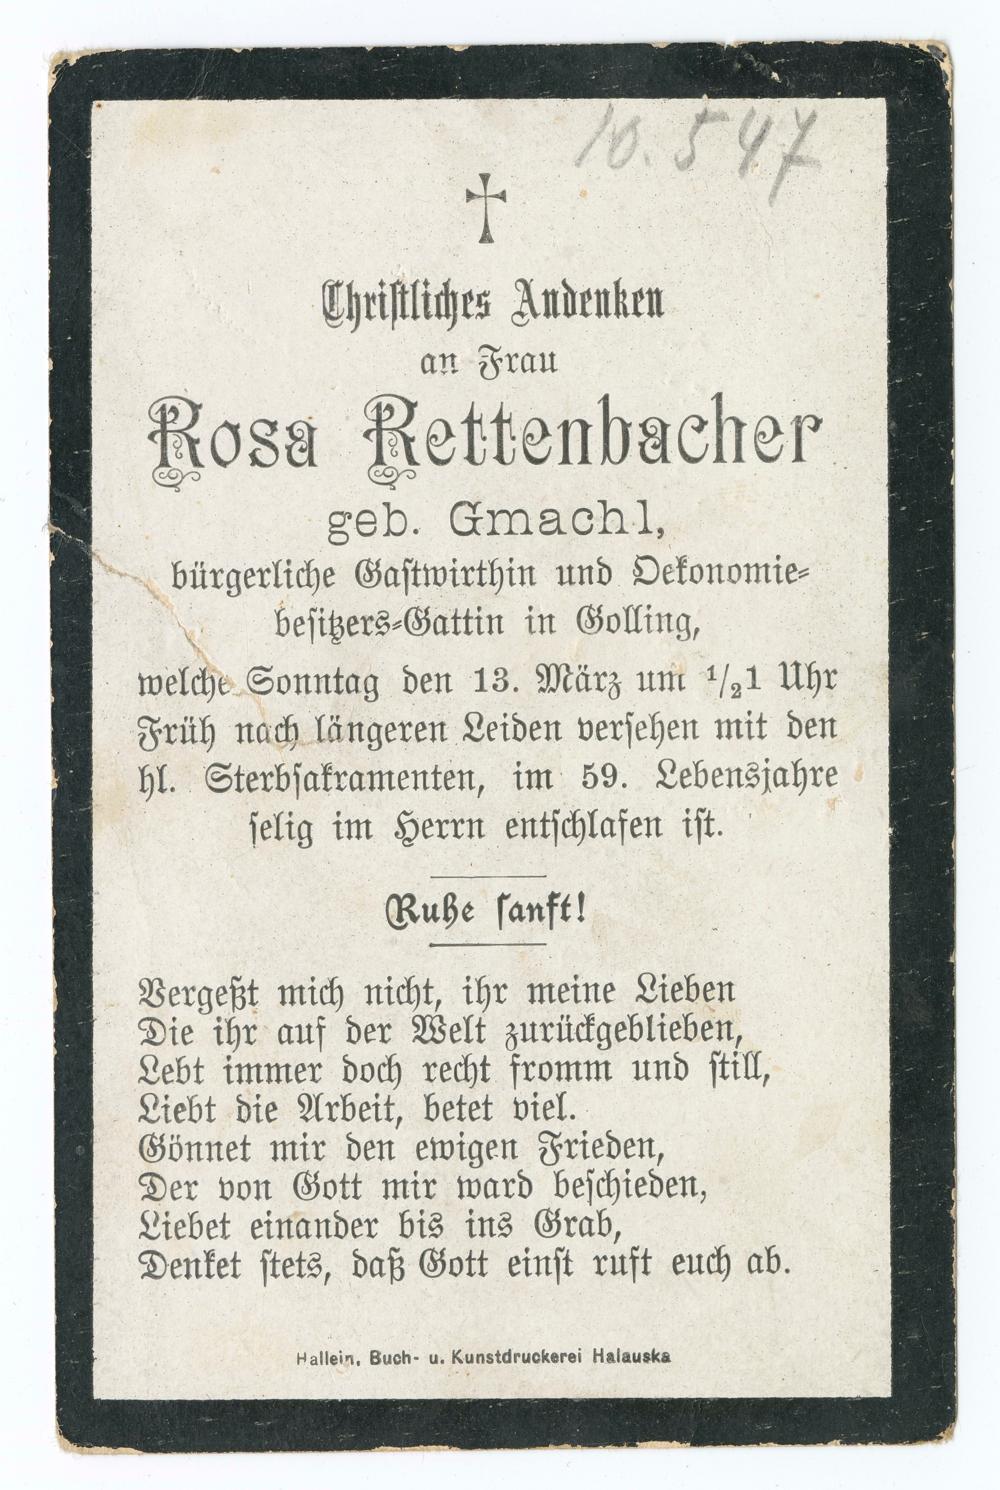 10.547
Christliches Andenken
an Frau
Rosa Rettenbacher
geb. Gmachl,
bürgerliche Gastwirthin und Oekonomie-
besitzers-Gattin in Golling,
welche Sonntag den 13. März um 1/2 1 Uhr
Früh nach längeren Leiden versehen mit den
hl. Sterbsakramenten, im 59. Lebensjahre
selig im Herrn entschlafen ist.
Ruhe sanft!
Vergeßt mich nicht, ihr meine Lieben
Die ihr auf der Welt zurückgeblieben,
Lebt immer doch recht fromm und still,
Liebt die Arbeit, betet viel.
Gönnet mir den ewigen Frieden,
Der von Gott mir ward beschieden,
Liebet einander bis ins Grab,
Denket stets, daß Gott einst ruft euch ab.
Hallein, Buch- u. Kunstdruckerei Halauska